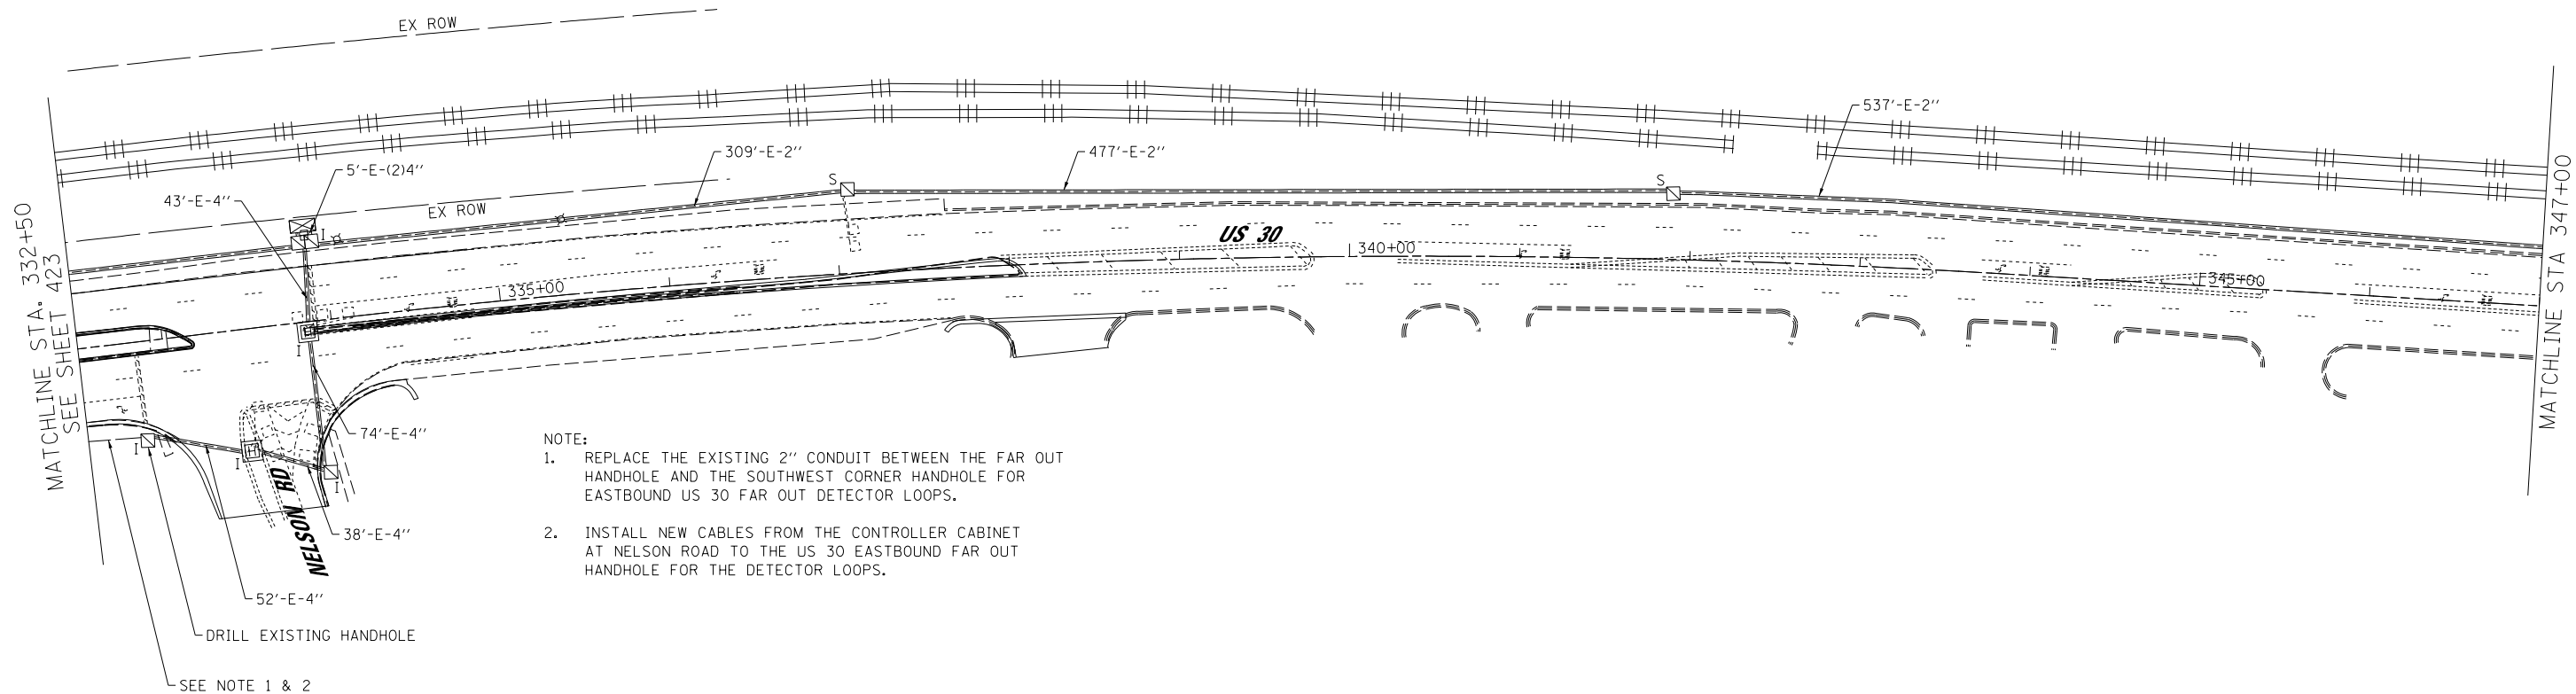 EX ROW
537'-E-2''
309'-E-2''
477'-E-2''
5'-E-(2)4''
43'-E-4''
EX ROW
S
S
I
US 30
340+00
335+00
345+00
I
MATCHLINE STA. 332+50
SEE SHEET 423
MATCHLINE STA 347+00
74'-E-4''
I
I
H
I
NELSON RD
38'-E-4''
52'-E-4''
DRILL EXISTING HANDHOLE
SEE NOTE 1 & 2
NOTE:
1. REPLACE THE EXISTING 2'' CONDUIT BETWEEN THE FAR OUT
HANDHOLE AND THE SOUTHWEST CORNER HANDHOLE FOR
EASTBOUND US 30 FAR OUT DETECTOR LOOPS.
2. INSTALL NEW CABLES FROM THE CONTROLLER CABINET
AT NELSON ROAD TO THE US 30 EASTBOUND FAR OUT
HANDHOLE FOR THE DETECTOR LOOPS.